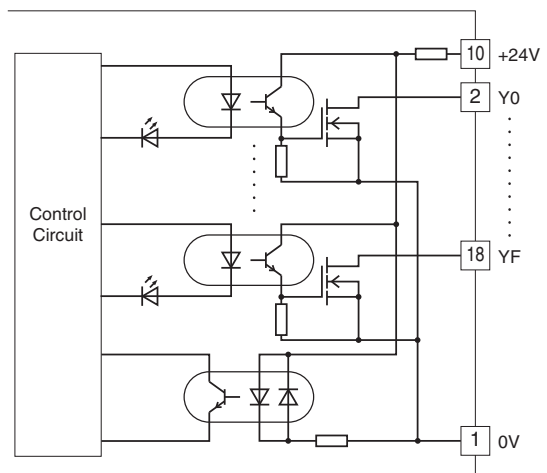 10 +24V
2 Y0
Control
Circuit
18 YF
1 0V